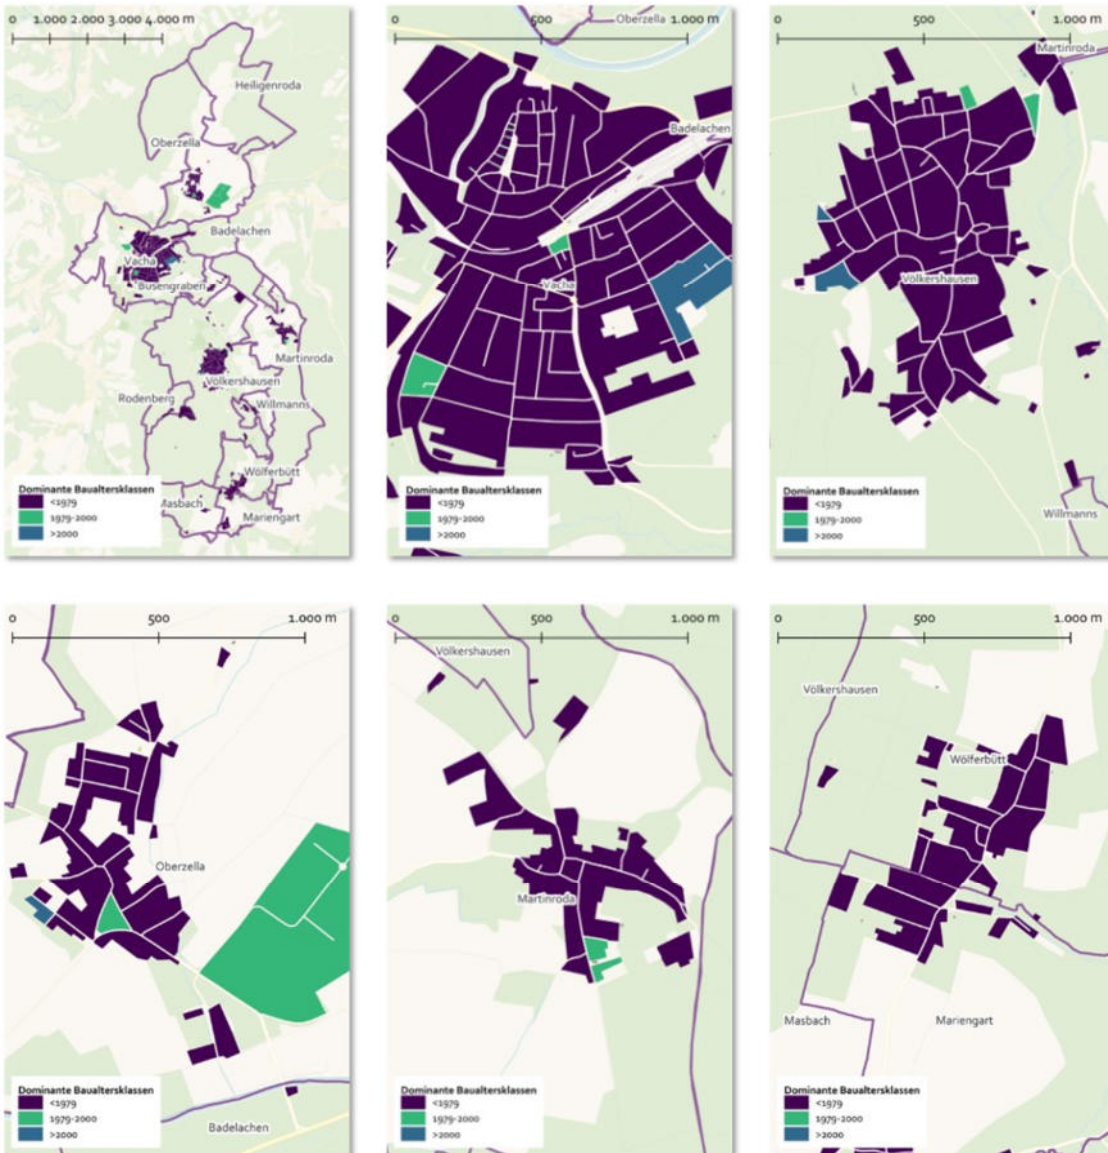 0 1.000 2.000 3.000 4.000 m
Heiligenroda
Oberzella
Badelachen
Vacha
Busengraben
Martinroda
Völkershausen
Rodenberg
Willmanns
Wölferbütt
Masbach
Mariengart
Dominante Baualtersklassen
<1979
1979-2000
>2000
0 500 1.000 m
Oberzella
Badelachen
Vacha
Dominante Baualtersklassen
<1979
1979-2000
>2000
0 500 1.000 m
Martinroda
Völkershausen
Willmanns
Dominante Baualtersklassen
<1979
1979-2000
>2000
0 500 1.000 m
Oberzella
Badelachen
Dominante Baualtersklassen
<1979
1979-2000
>2000
0 500 1.000 m
Völkershausen
Martinroda
Dominante Baualtersklassen
<1979
1979-2000
>2000
0 500 1.000 m
Völkershausen
Wölferbütt
Masbach
Mariengart
Dominante Baualtersklassen
<1979
1979-2000
>2000